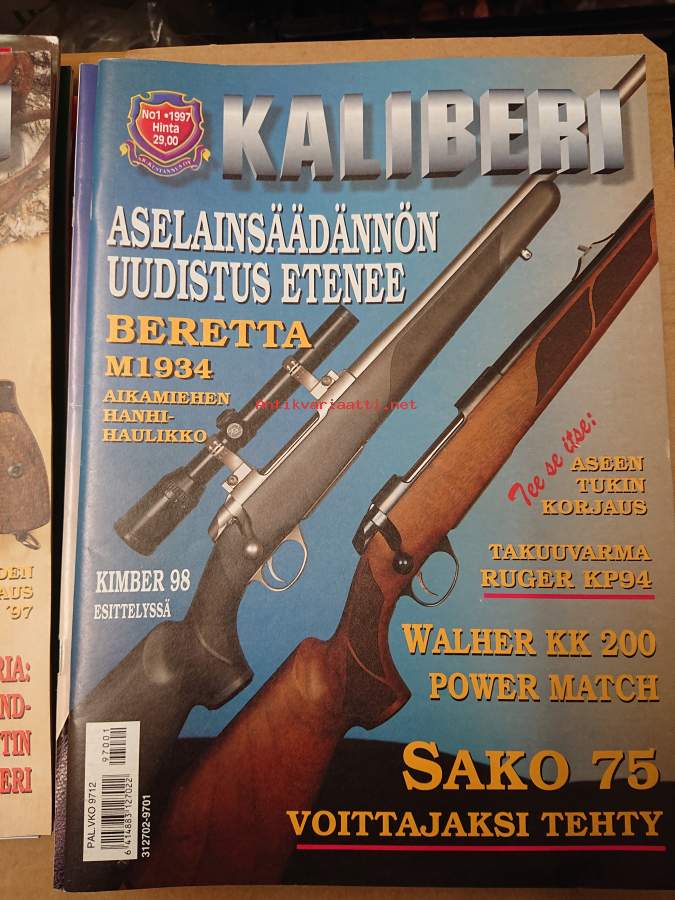 No1 • 1997
Hinta
29,00
KALIBERI
ASELAINSÄÄDÄNNÖN
UUDISTUS ETENEE
BERETTA
M1934
AIKAMIEHEN
HANHI-
HAULIKKO
Antikvariaatti.net
Tee se itse:
ASEEN
TUKIN
KORJAUS
TAKUUVARMA
RUGER KP94
KIMBER 98
ESITTELYSSÄ
WALHER KK 200
POWER MATCH
SAKO 75
VOITTAJAKSI TEHTY
PAL.VKO 9712
97001
6 414883 127022
312702-9701
DEN
AUS
'97
RIA:
ND-
TIN
ERI